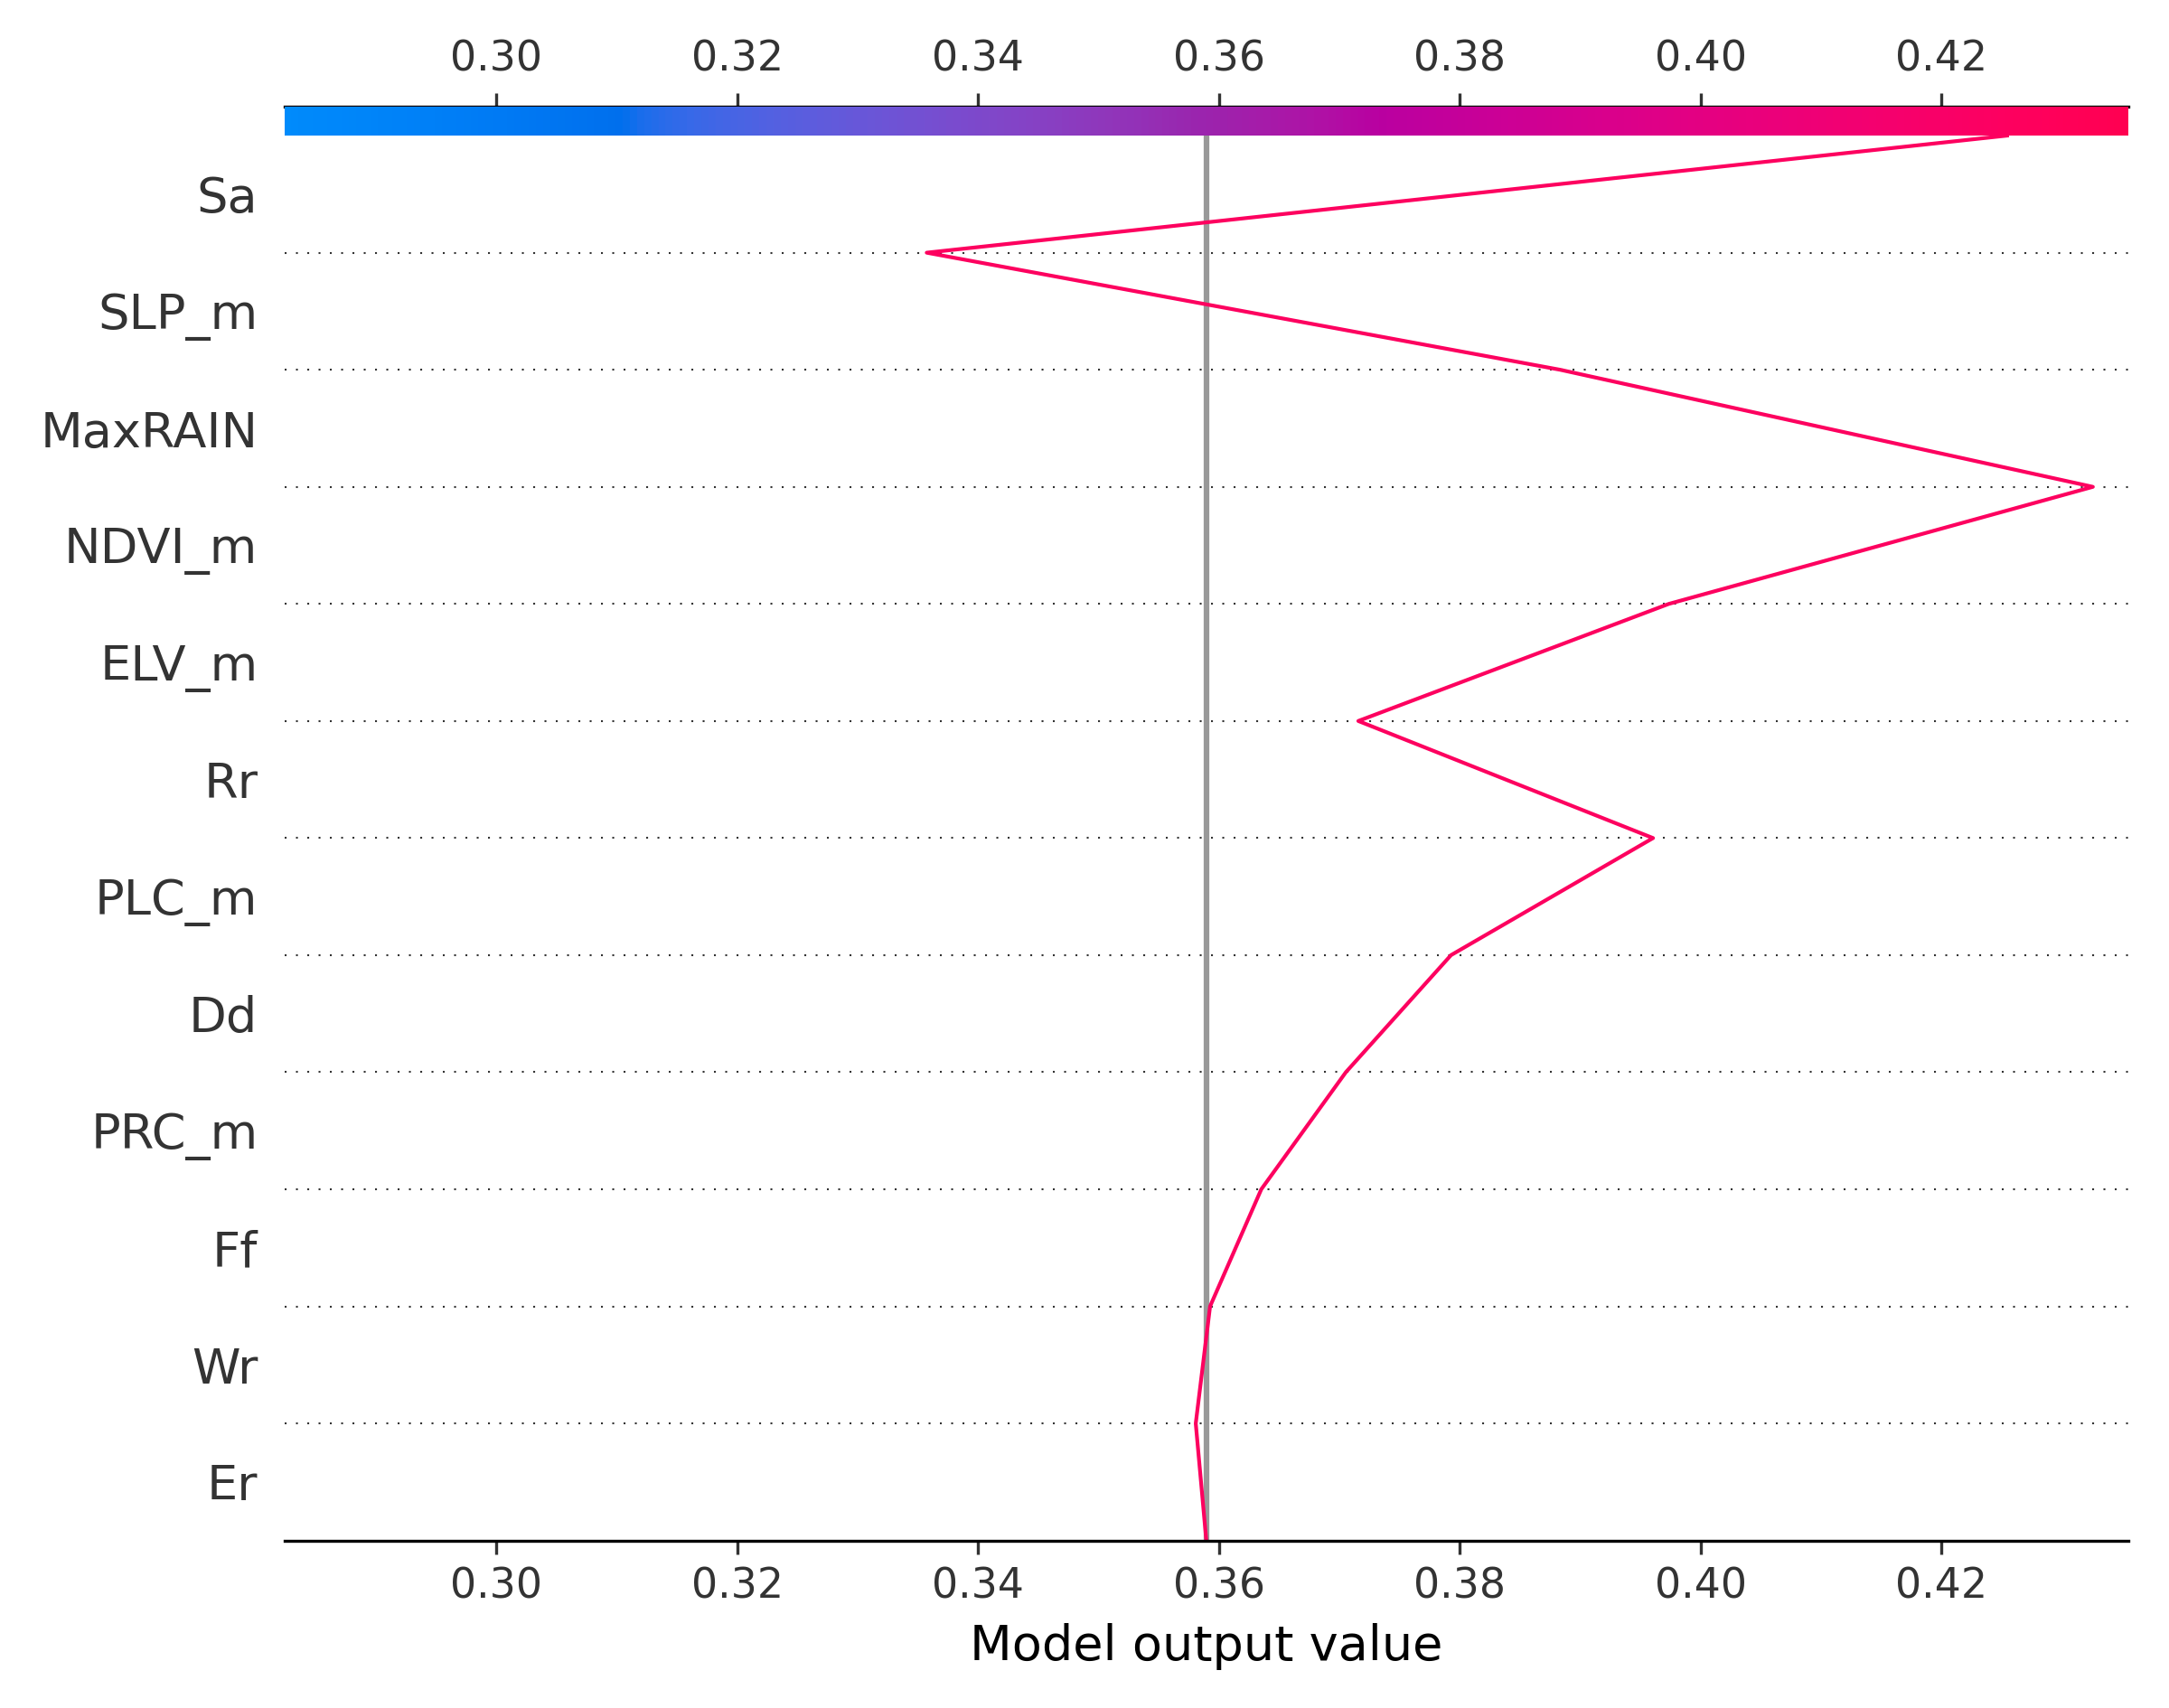 0.30 0.32 0.34 0.36 0.38 0.40 0.42
Sa
SLP_m
MaxRAIN
NDVI_m
ELV_m
Rr
PLC_m
Dd
PRC_m
Ff
Wr
Er
0.30 0.32 0.34 0.36 0.38 0.40 0.42
Model output value